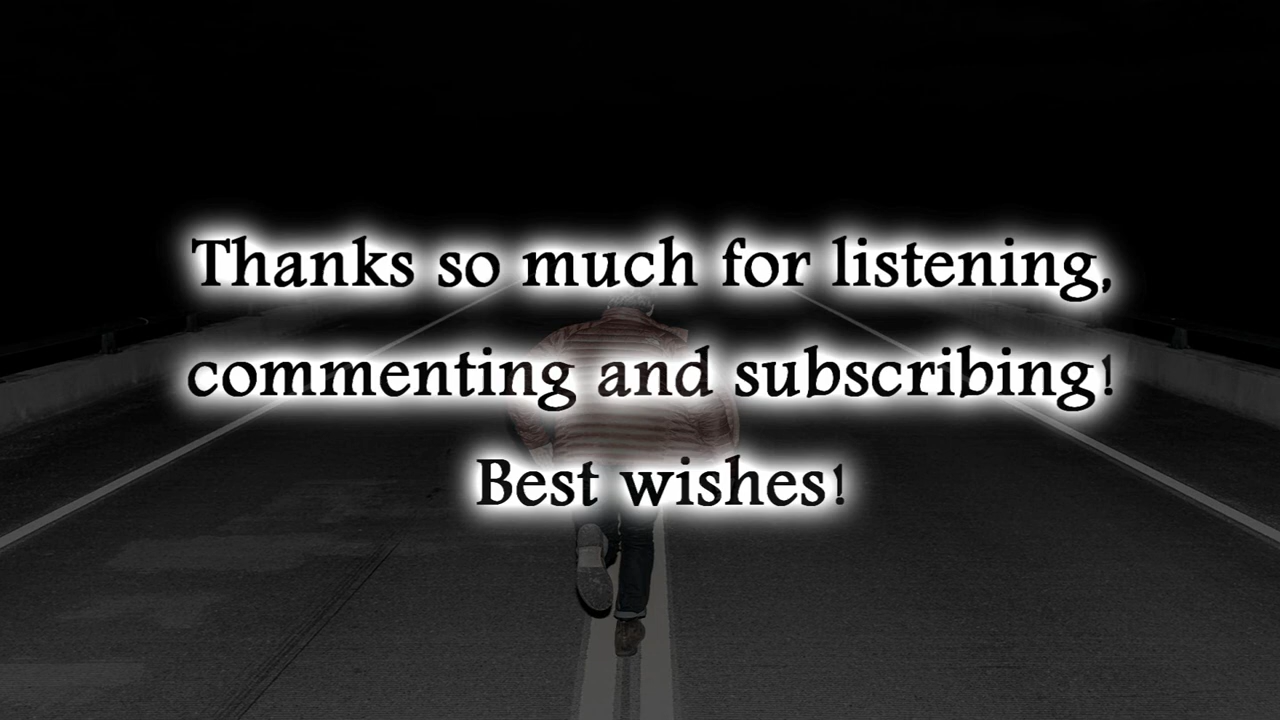 Thanks so much for listening,
commenting and subscribing!
Best wishes!